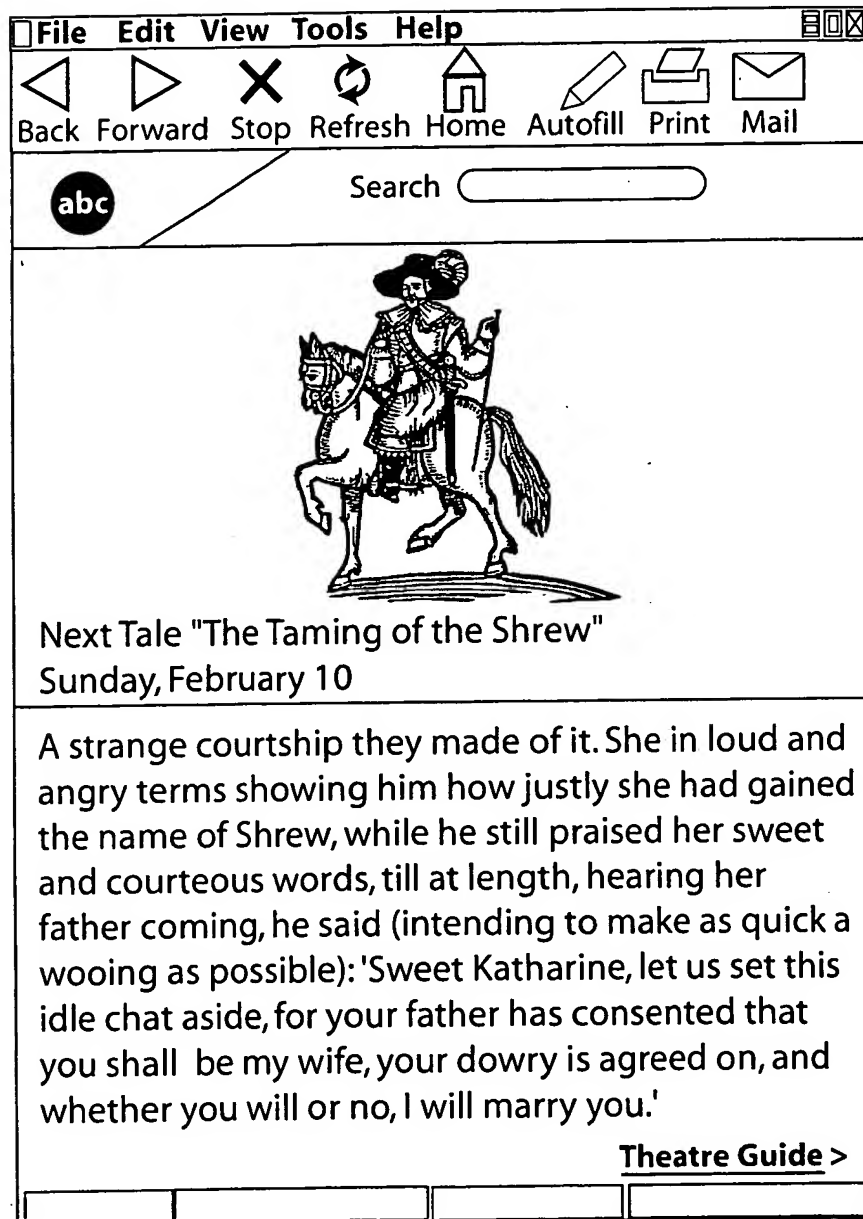 File Edit View Tools Help
Back Forward Stop Refresh Home Autofill Print Mail
abc
Search
Next Tale "The Taming of the Shrew"
Sunday, February 10
A strange courtship they made of it. She in loud and
angry terms showing him how justly she had gained
the name of Shrew, while he still praised her sweet
and courteous words, till at length, hearing her
father coming, he said (intending to make as quick a
wooing as possible): 'Sweet Katharine, let us set this
idle chat aside, for your father has consented that
you shall be my wife, your dowry is agreed on, and
whether you will or no, I will marry you.'
Theatre Guide >